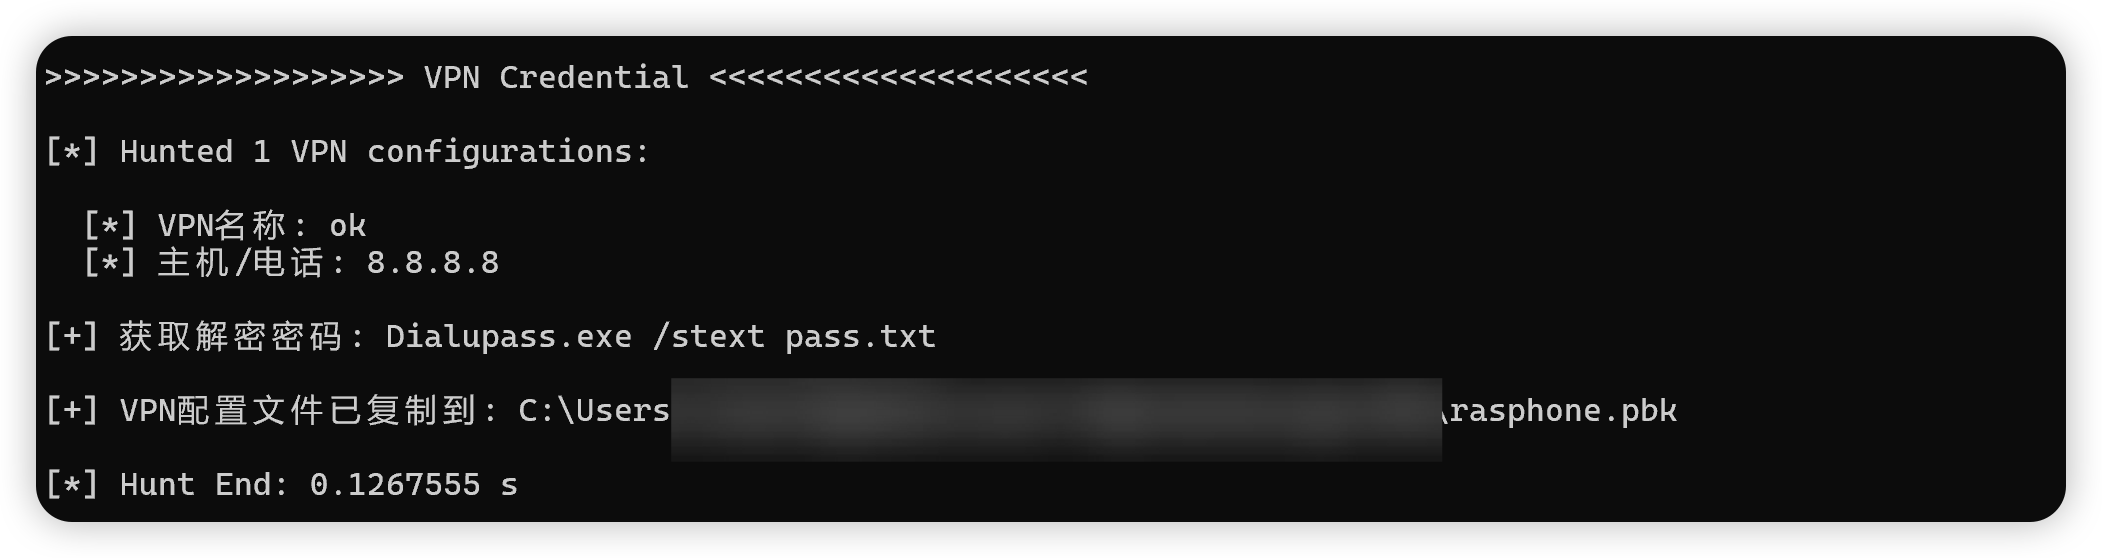 >>>>>>>>>>>>>>>>>>> VPN Credential <<<<<<<<<<<<<<<<<<<<
[*] Hunted 1 VPN configurations:
[*] VPN名称: ok
[*] 主机/电话: 8.8.8.8
[+] 获取解密密码: Dialupass.exe /stext pass.txt
[+] VPN配置文件已复制到: C:\Users \rasphone.pbk
[*] Hunt End: 0.1267555 s